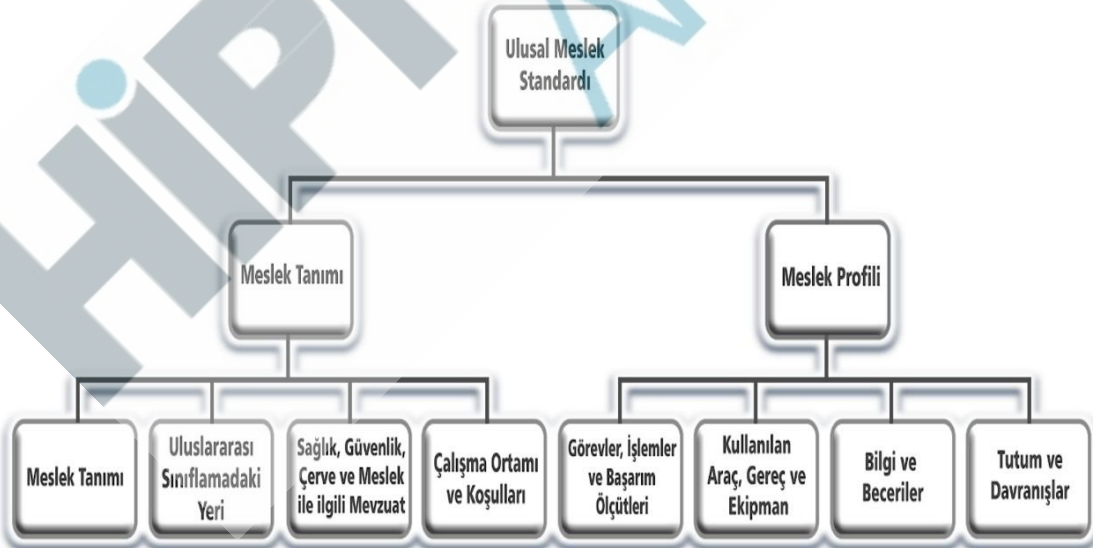 HİP
Ulusal Meslek
Standardı
Meslek Tanımı
Meslek Profili
Meslek Tanımı
Uluslararası
Sınıflamadaki
Yeri
Sağlık, Güvenlik,
Çerve ve Meslek
ile ilgili Mevzuat
Çalışma Ortamı
ve Koşulları
Görevler, İşlemler
ve Başarım
Ölçütleri
Kullanılan
Araç, Gereç ve
Ekipman
Bilgi ve
Beceriler
Tutum ve
Davranışlar